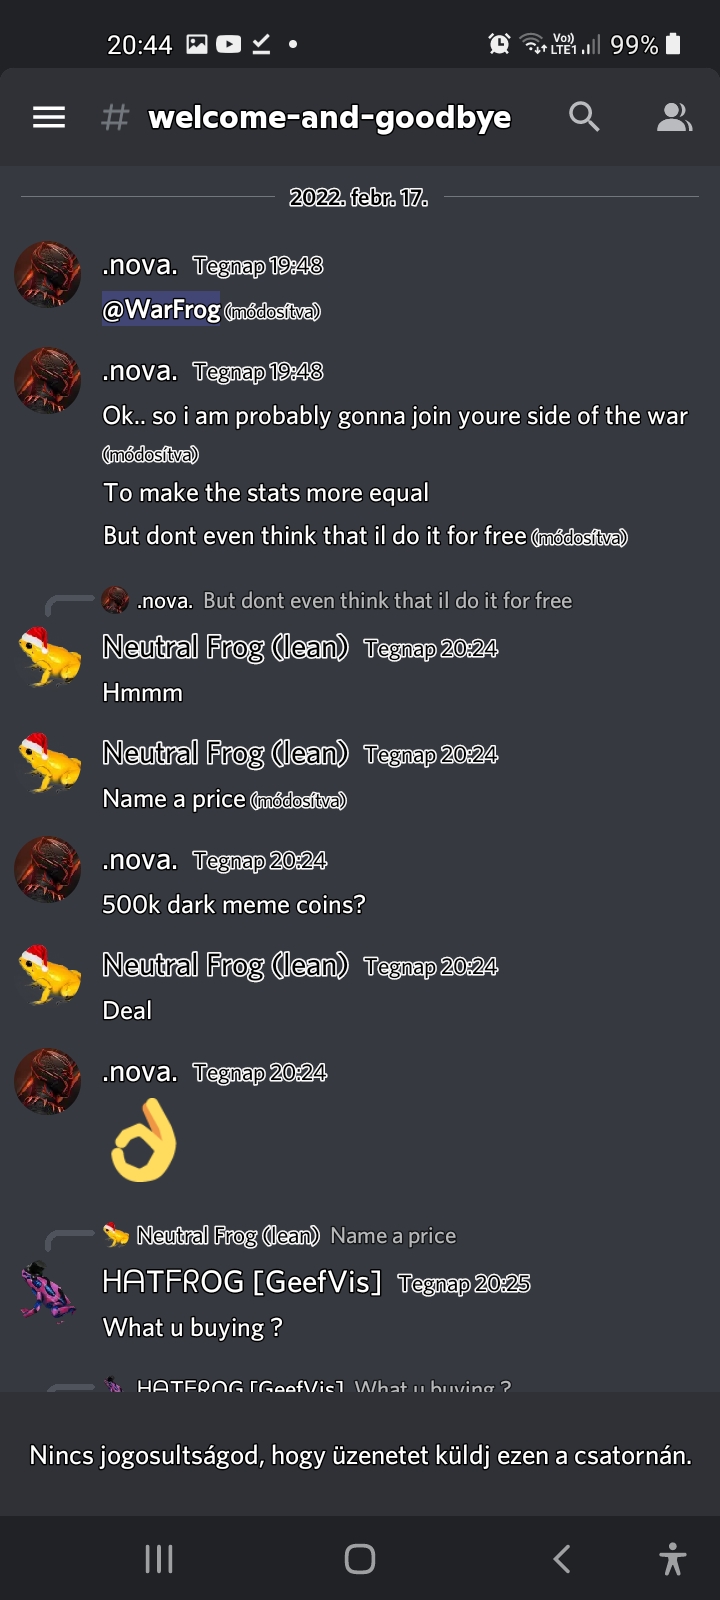 20:44 Vo)) LTE1 99%
# welcome-and-goodbye
2022. febr. 17.
.nova. Tegnap 19:48
@WarFrog (módosítva)
.nova. Tegnap 19:48
Ok.. so i am probably gonna join youre side of the war
(módosítva)
To make the stats more equal
But dont even think that il do it for free (módosítva)
.nova. But dont even think that il do it for free
Neutral Frog (lean) Tegnap 20:24
Hmmm
Neutral Frog (lean) Tegnap 20:24
Name a price (módosítva)
.nova. Tegnap 20:24
500k dark meme coins?
Neutral Frog (lean) Tegnap 20:24
Deal
.nova. Tegnap 20:24
👌
Neutral Frog (lean) Name a price
HATFROG [GeefVis] Tegnap 20:25
What u buying ?
HATFROG [GeefVis] What u buying ?
Nincs jogosultságod, hogy üzenetet küldj ezen a csatornán.